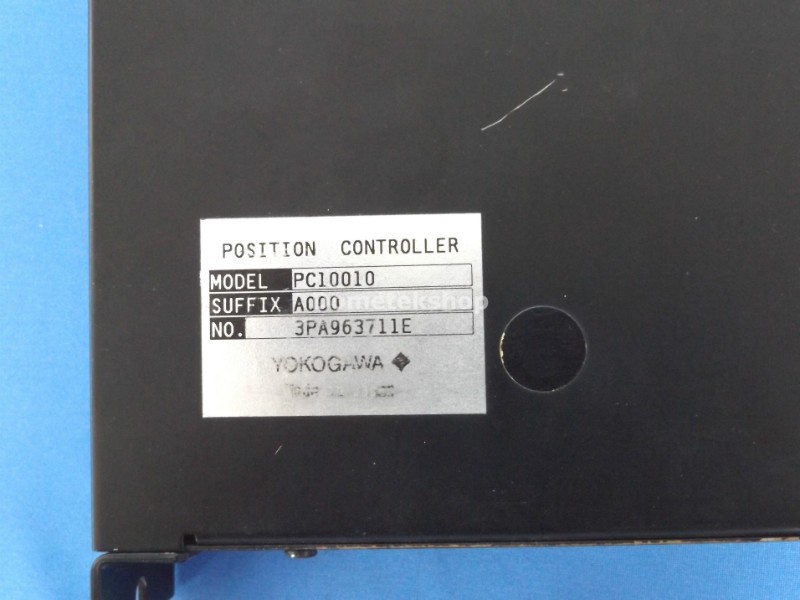 POSITION CONTROLLER
MODEL PC10010
SUFFIX A000
NO. 3PA963711E
YOKOGAWA